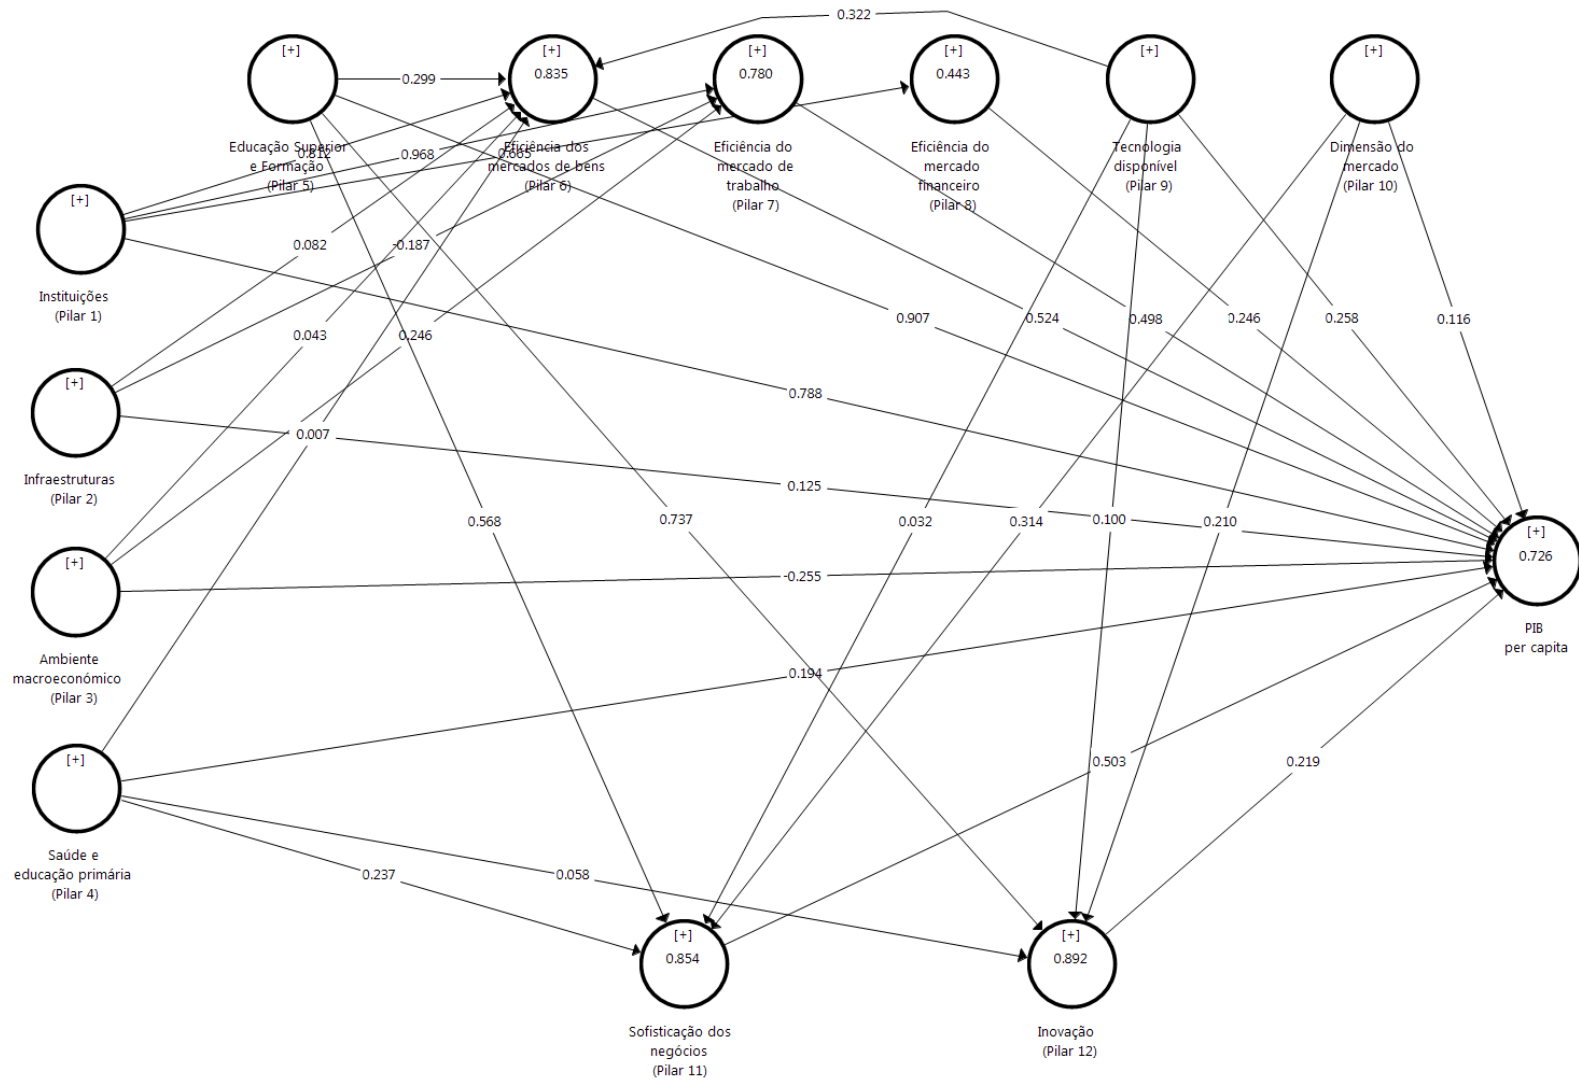 0.322
[+]
[+]
[+]
[+]
[+]
[+]
0.299
0.835
0.780
0.443
Educação Superior
e Formação
(Pilar 5)
Eficiência dos
mercados de bens
(Pilar 6)
Eficiência do
mercado de
trabalho
(Pilar 7)
Eficiência do
mercado
financeiro
(Pilar 8)
Tecnologia
disponível
(Pilar 9)
Dimensão do
mercado
(Pilar 10)
0.812
0.968
0.665
[+]
Instituições
(Pilar 1)
0.082
-0.187
0.043
0.246
0.907
0.524
0.498
0.246
0.258
0.116
[+]
Infraestruturas
(Pilar 2)
0.788
0.007
0.125
0.568
0.737
0.032
0.314
0.100
0.210
[+]
Ambiente
macroeconómico
(Pilar 3)
-0.255
[+]
0.726
PIB
per capita
0.194
[+]
Saúde e
educação primária
(Pilar 4)
0.503
0.219
0.237
0.058
[+]
0.854
Sofisticação dos
negócios
(Pilar 11)
[+]
0.892
Inovação
(Pilar 12)